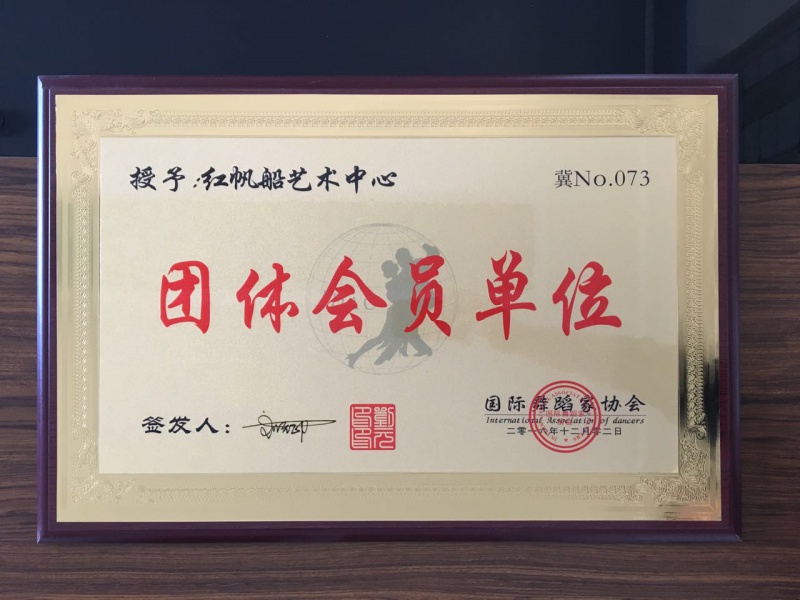 授予:红帆船艺术中心
冀No.073
团体会员单位
签发人:
国际舞蹈家协会
International Association of dancers
二零一六年十二月零二日